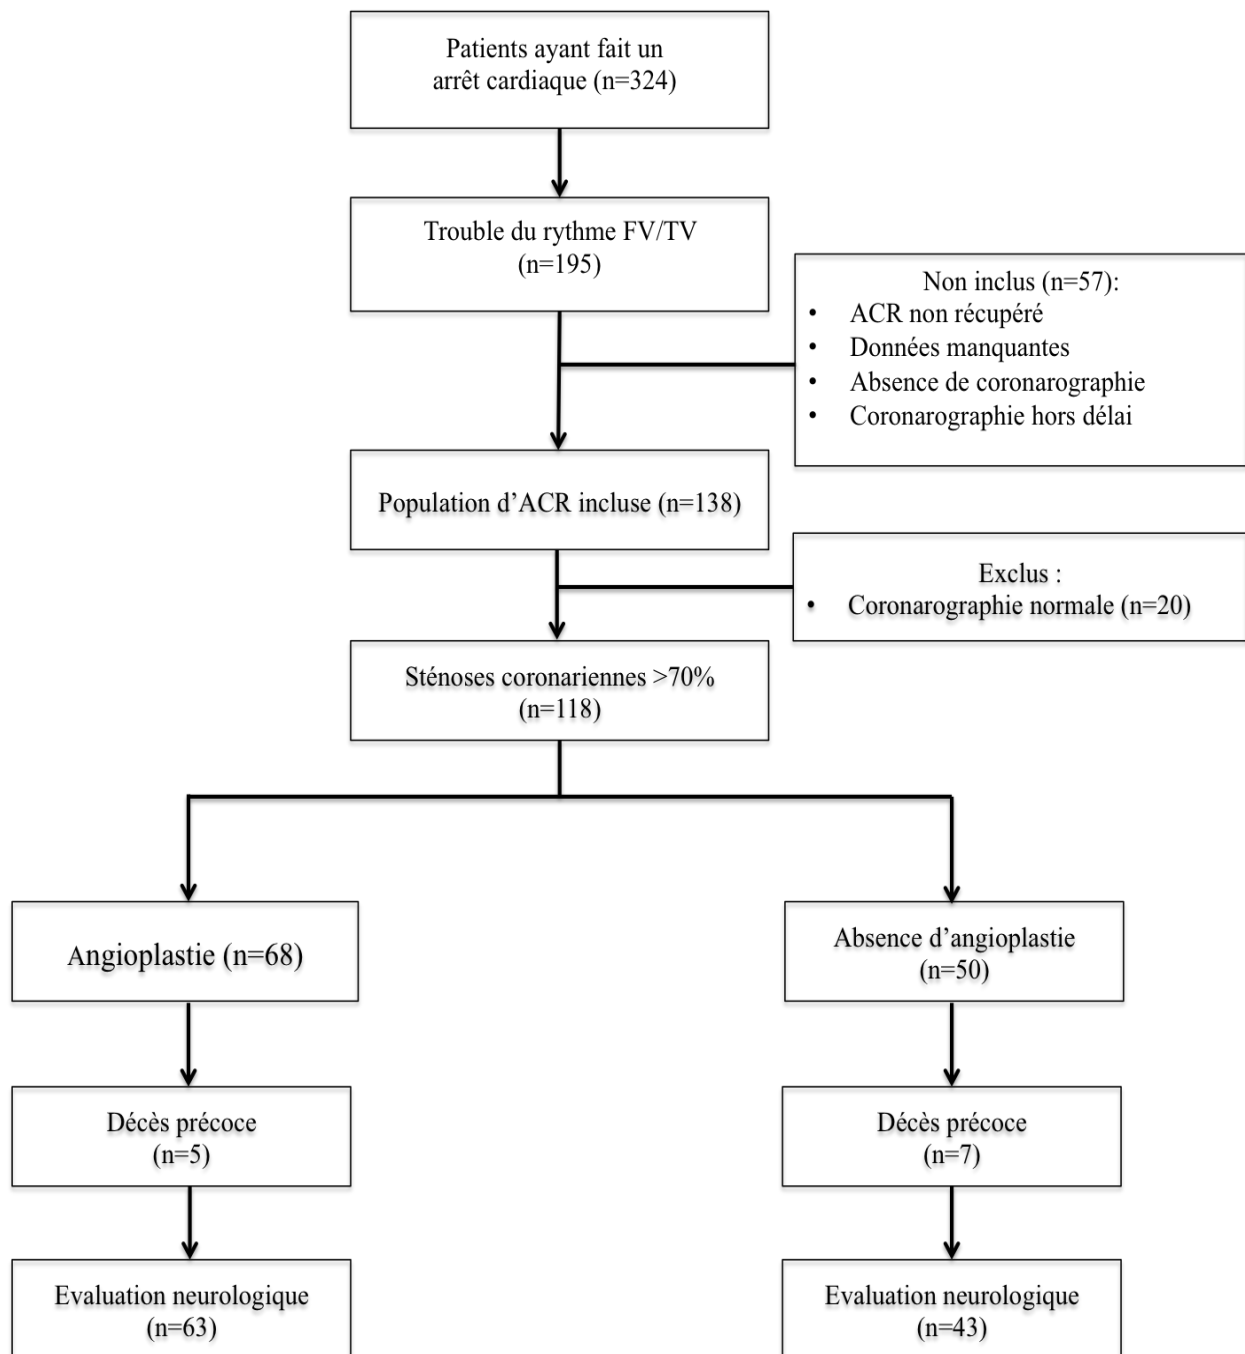 Patients ayant fait un
arrêt cardiaque (n=324)
Trouble du rythme FV/TV
(n=195)
Non inclus (n=57):
• ACR non récupéré
• Données manquantes
• Absence de coronarographie
• Coronarographie hors délai
Population d’ACR incluse (n=138)
Exclus :
• Coronarographie normale (n=20)
Sténoses coronariennes >70%
(n=118)
Angioplastie (n=68)
Absence d’angioplastie
(n=50)
Décès précoce
(n=5)
Décès précoce
(n=7)
Evaluation neurologique
(n=63)
Evaluation neurologique
(n=43)